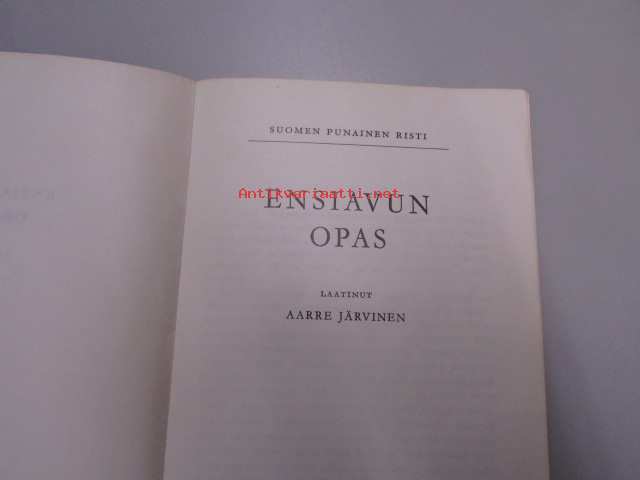 SUOMEN PUNAINEN RISTI
Antikvariaatti.net
ENSIAVUN
OPAS
LAATINUT
AARRE JÄRVINEN